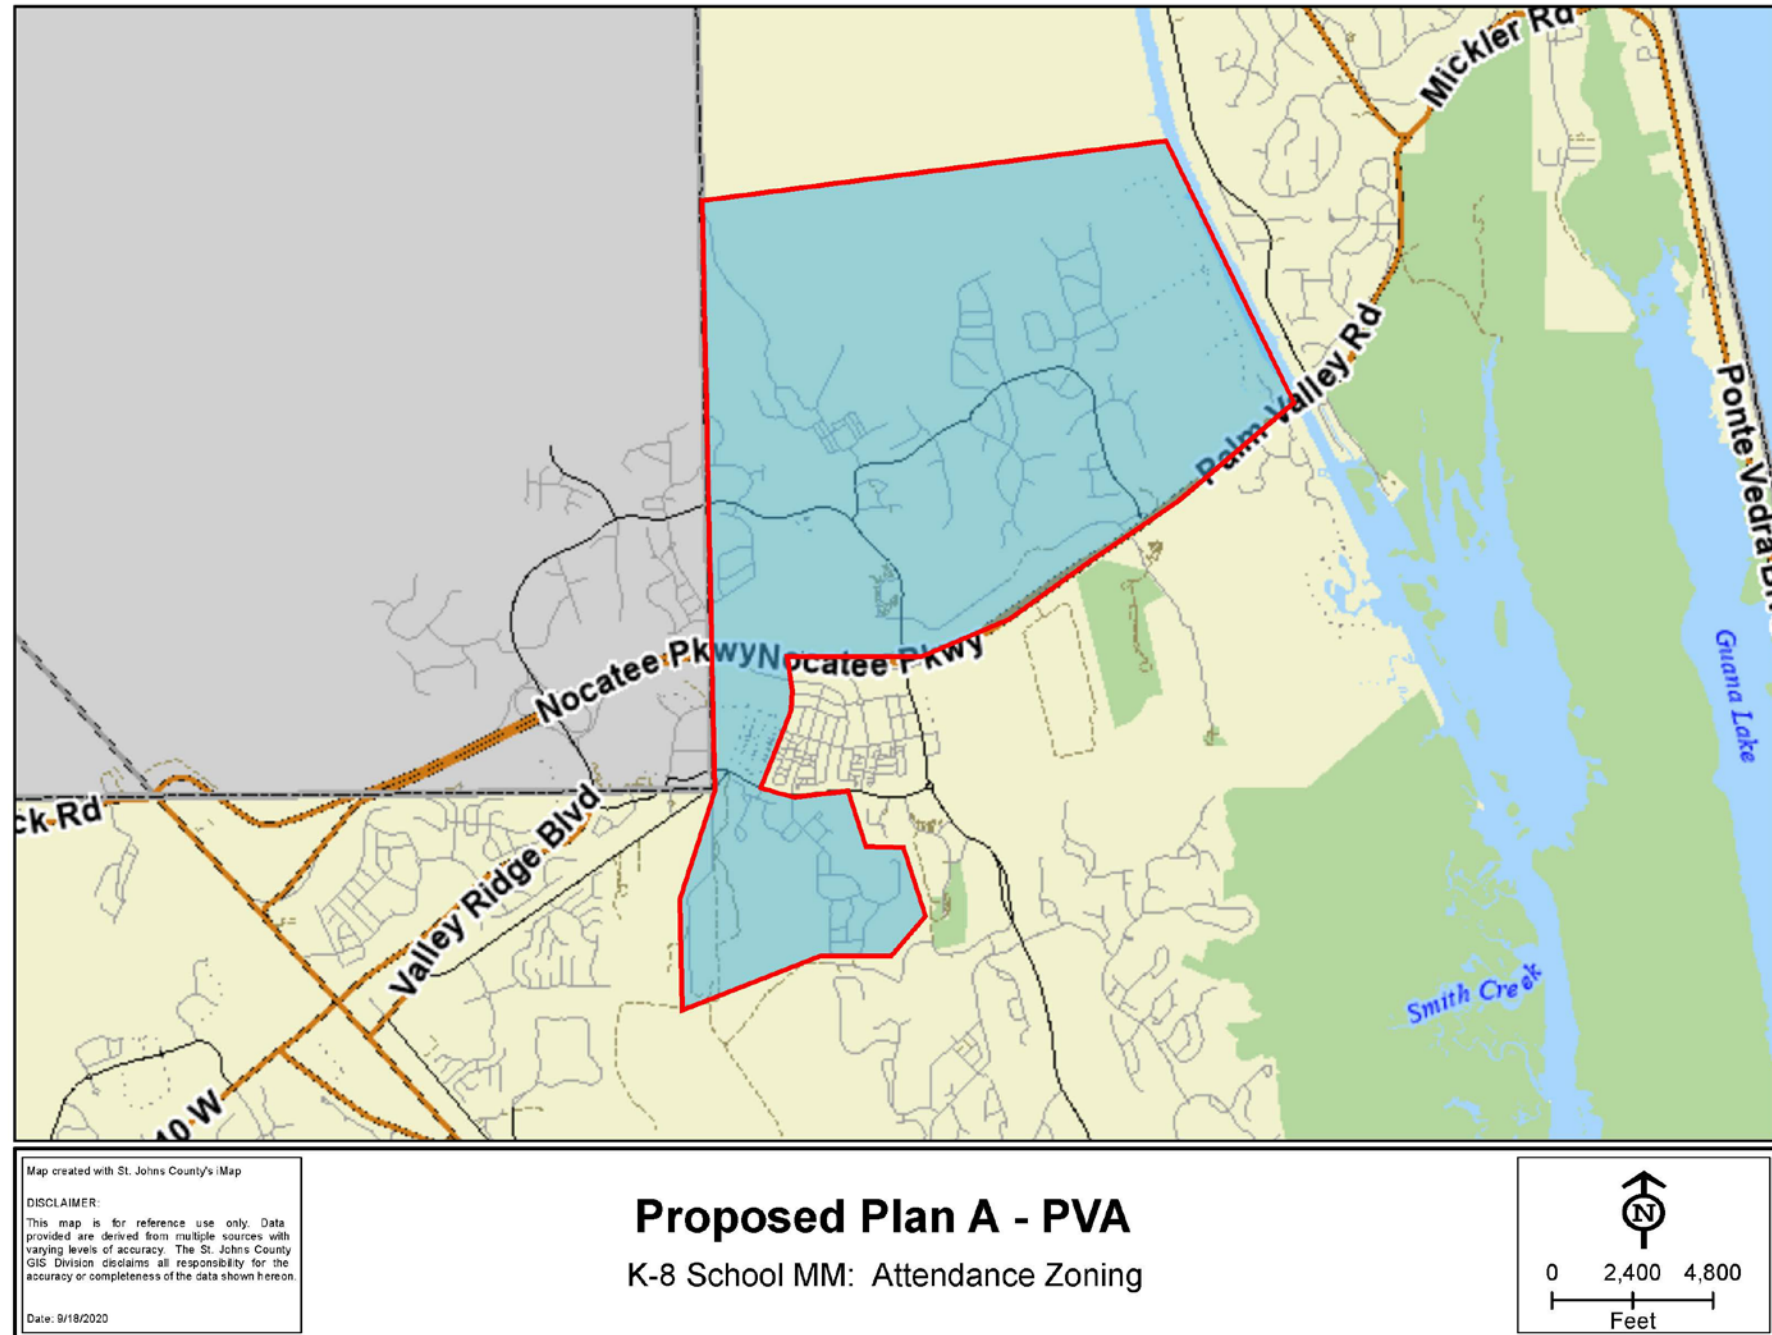 Mickler Rd
Palm Valley Rd
Ponte Vedra Blv
Nocatee Pkwy
Nocatee Pkwy
Guana Lake
ck Rd
Valley Ridge Blvd
Smith Creek
10 W
Map created with St. Johns County's iMap
DISCLAIMER:
This map is for reference use only. Data
provided are derived from multiple sources with
varying levels of accuracy. The St. Johns County
GIS Division disclaims all responsibility for the
accuracy or completeness of the data shown hereon.
Date: 9/18/2020
Proposed Plan A - PVA
K-8 School MM: Attendance Zoning
N
0 2,400 4,800
Feet